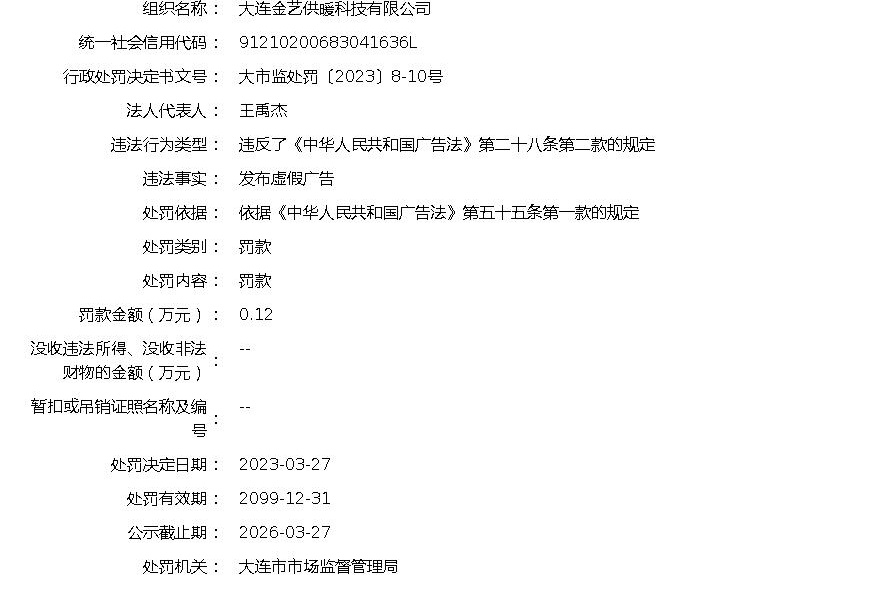 组织名称： 大连金艺供暖科技有限公司
统一社会信用代码： 91210200683041636L
行政处罚决定书文号： 大市监处罚〔2023〕8-10号
法人代表人： 王禹杰
违法行为类型： 违反了《中华人民共和国广告法》第二十八条第二款的规定
违法事实： 发布虚假广告
处罚依据： 依据《中华人民共和国广告法》第五十五条第一款的规定
处罚类别： 罚款
处罚内容： 罚款
罚款金额（万元）： 0.12
没收违法所得、没收非法
财物的金额（万元）： --
暂扣或吊销证照名称及编
号： --
处罚决定日期： 2023-03-27
处罚有效期： 2099-12-31
公示截止期： 2026-03-27
处罚机关： 大连市市场监督管理局